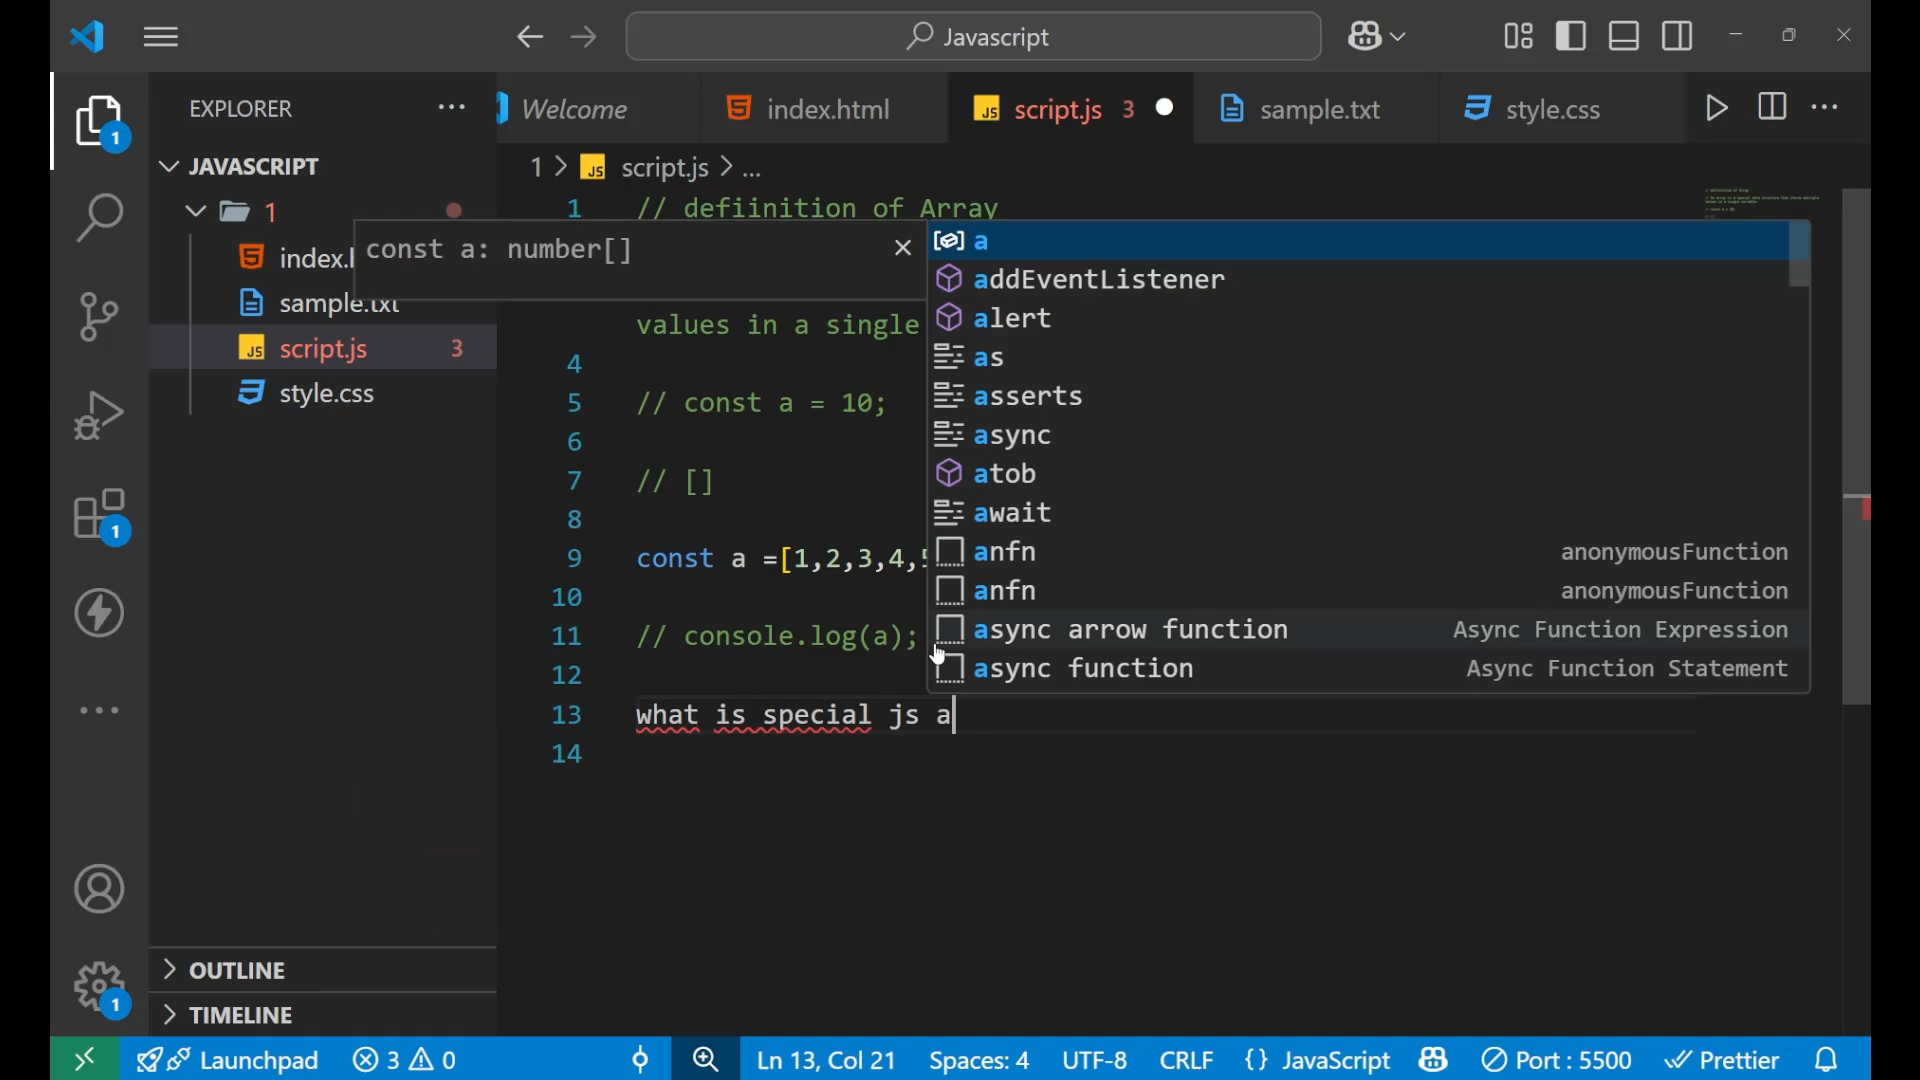 Javascript
EXPLORER
Welcome
index.html
script.js 3
sample.txt
style.css
JAVASCRIPT
1
script.js
...
1
index.h
sample.txt
script.js 3
style.css
1 // defiinition of Array
const a: number[]
values in a single
4
5 // const a = 10;
6
7 // []
8
9 const a =[1,2,3,4,5
10
11 // console.log(a);
12
13 what is special js a
14
a
addEventListener
alert
as
asserts
async
atob
await
anfn anonymousFunction
anfn anonymousFunction
async arrow function Async Function Expression
async function Async Function Statement
1
1
1
OUTLINE
TIMELINE
Launchpad 3 0 Ln 13, Col 21 Spaces: 4 UTF-8 CRLF {} JavaScript Port : 5500 Prettier